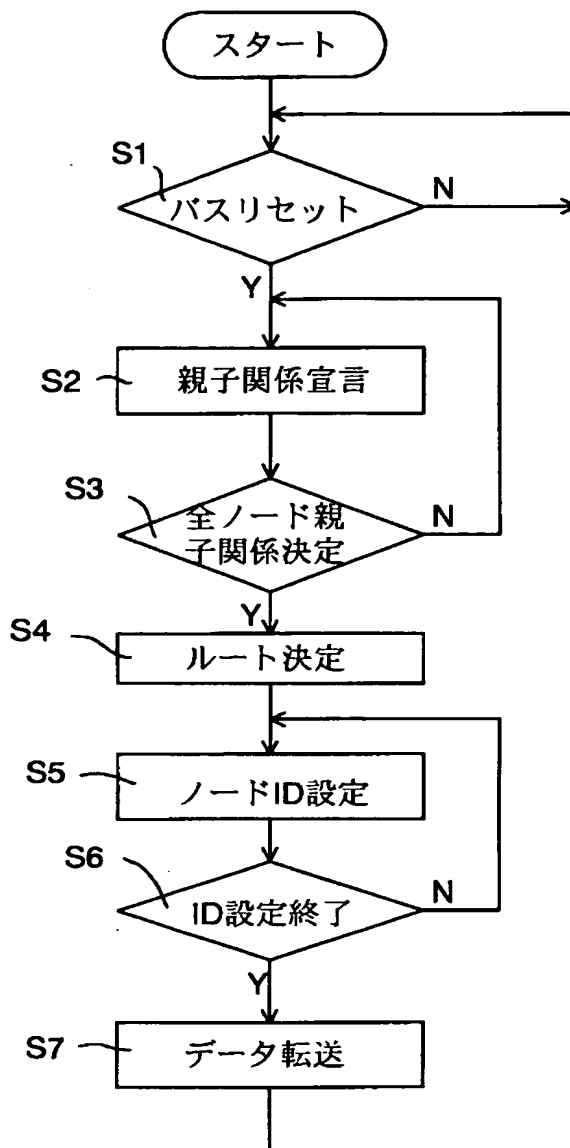 スタート
S1
バスリセット
N
Y
S2
親子関係宣言
S3
全ノード親
子関係決定
N
Y
S4
ルート決定
S5
ノードID設定
S6
ID設定終了
N
Y
S7
データ転送